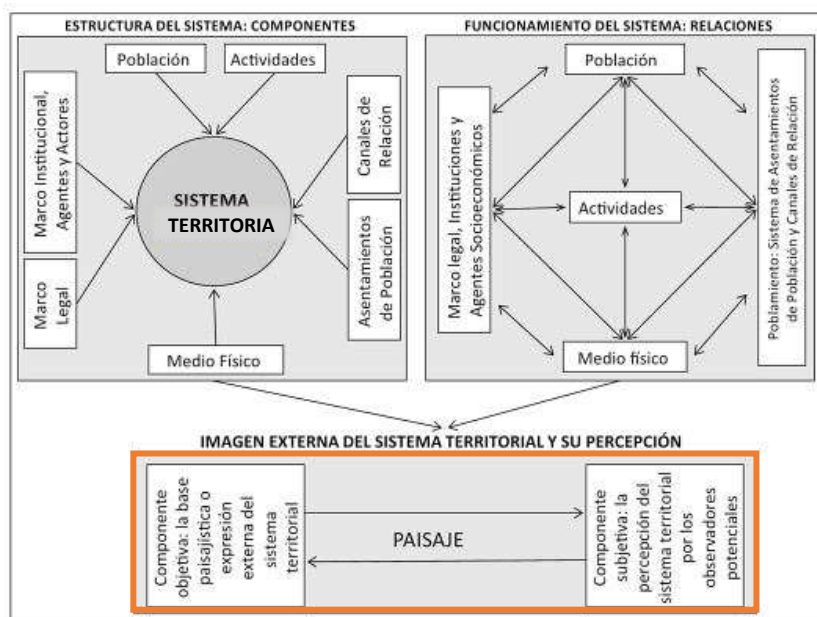 ESTRUCTURA DEL SISTEMA: COMPONENTES
Población
Actividades
Marco Institucional,
Agentes y Actores
Canales de
Relación
SISTEMA
TERRITORIA
Marco
Legal
Asentamientos
de Población
Medio Físico
FUNCIONAMIENTO DEL SISTEMA: RELACIONES
Población
Marco legal, Instituciones y
Agentes Socioeconómicos
Actividades
Poblamiento: Sistema de Asentamientos
de Población y Canales de Relación
Medio físico
IMAGEN EXTERNA DEL SISTEMA TERRITORIAL Y SU PERCEPCIÓN
Componente
objetiva: la base
paisajística o
expresión
externa del
sistema
territorial
PAISAJE
Componente
subjetiva: la
percepción del
sistema territorial
por los
observadores
potenciales